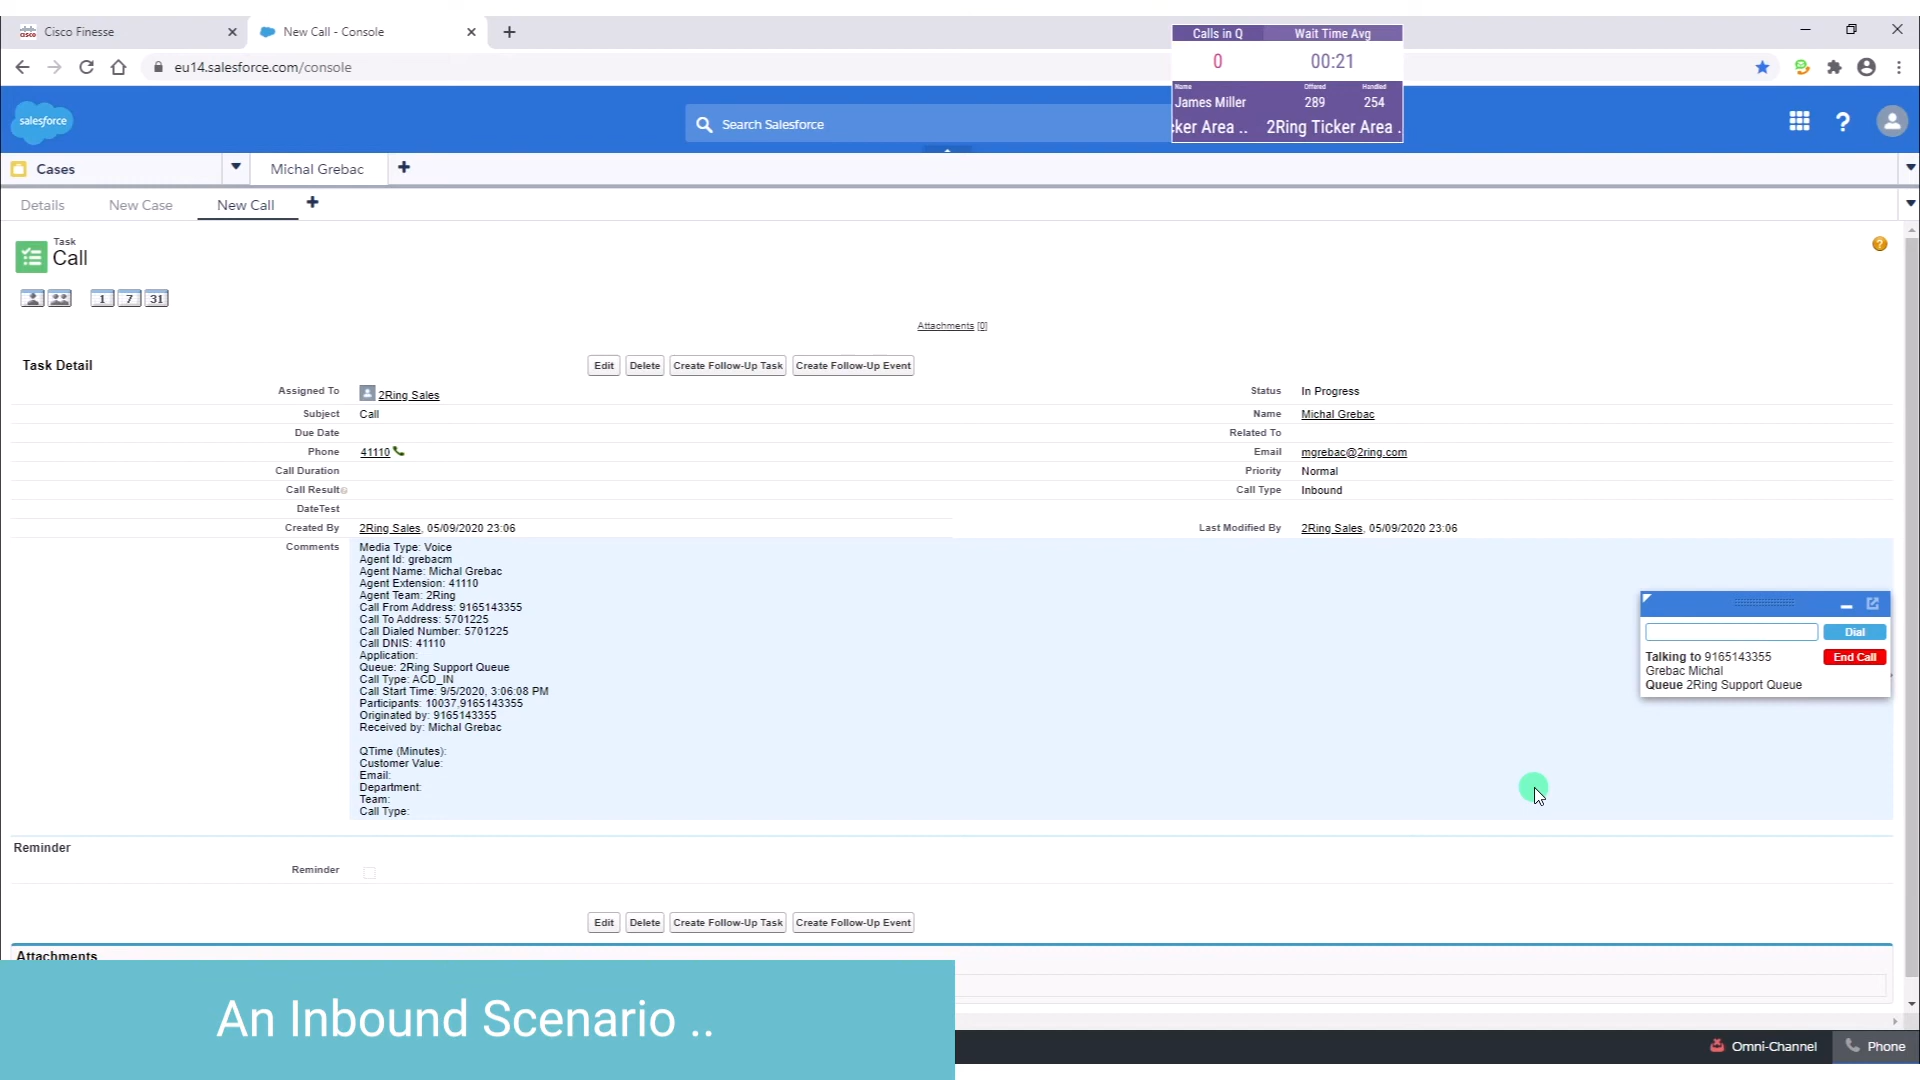 Cisco Finesse
New Call - Console
Calls in Q Wait Time Avg
0 00:21
eu14.salesforce.com/console
Name Offered Handled
James Miller 289 254
ker Area .. 2Ring Ticker Area .
salesforce
Search Salesforce
Cases
Michal Grebac
Details New Case New Call
Task
Call
1 7 31
Attachments [0]
Task Detail Edit Delete Create Follow-Up Task Create Follow-Up Event
Assigned To 2Ring Sales Status In Progress
Subject Call Name Michal Grebac
Due Date Related To
Phone 41110 Email mgrebac@2ring.com
Call Duration Priority Normal
Call Result Call Type Inbound
DateTest
Created By 2Ring Sales, 05/09/2020 23:06 Last Modified By 2Ring Sales, 05/09/2020 23:06
Comments Media Type: Voice
Agent Id: grebacm
Agent Name: Michal Grebac
Agent Extension: 41110
Agent Team: 2Ring
Call From Address: 9165143355
Call To Address: 5701225
Call Dialed Number: 5701225
Call DNIS: 41110
Application:
Queue: 2Ring Support Queue
Call Type: ACD_IN
Call Start Time: 9/5/2020, 3:06:08 PM
Participants: 10037,9165143355
Originated by: 9165143355
Received by: Michal Grebac
QTime (Minutes):
Customer Value:
Email:
Department:
Team:
Call Type:
Dial
Talking to 9165143355 End Call
Grebac Michal
Queue 2Ring Support Queue
Reminder
Reminder
Edit Delete Create Follow-Up Task Create Follow-Up Event
Attachments
An Inbound Scenario ..
Omni-Channel Phone